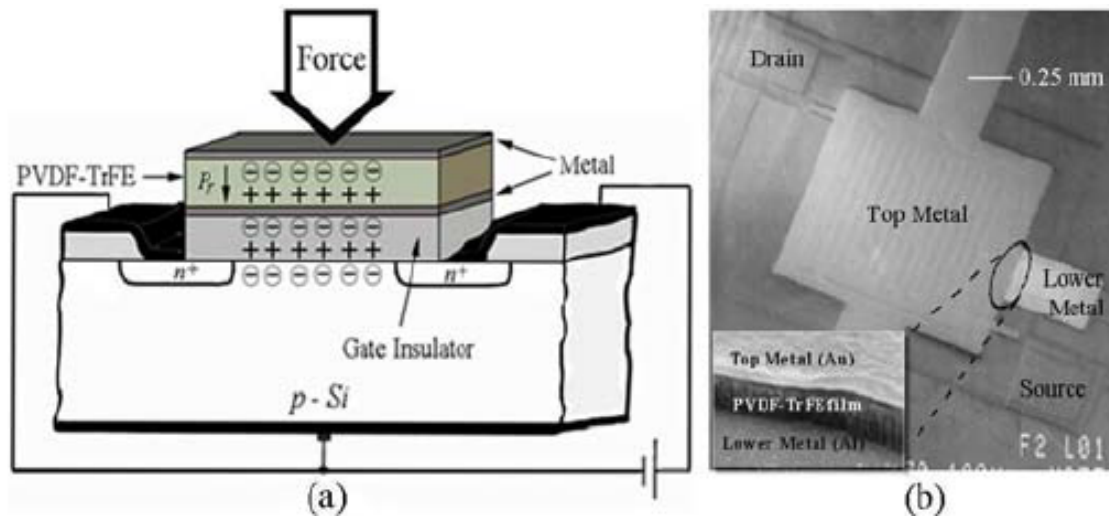 Force
PVDF-TrFE
P_r
Metal
n+
n+
Gate Insulator
p - Si
(a)
Drain
0.25 mm
Top Metal
Lower
Metal
Top Metal (Au)
PVDF-TrFE film
Lower Metal (Al)
Source
F2 L01
(b)